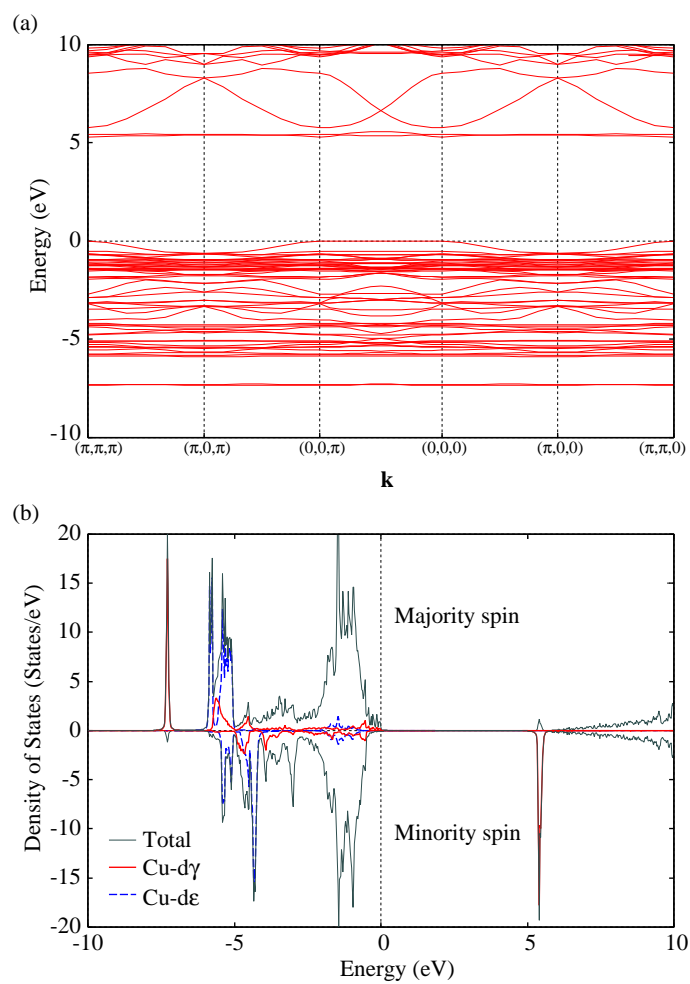 (a)
10
5
0
-5
-10
Energy (eV)
(π,π,π) (π,0,π) (0,0,π) (0,0,0) (π,0,0) (π,π,0)
k
(b)
20
15
10
5
0
-5
-10
-15
-20
Density of States (States/eV)
Majority spin
Minority spin
Total
Cu-dγ
Cu-dε
-10 -5 0 5 10
Energy (eV)